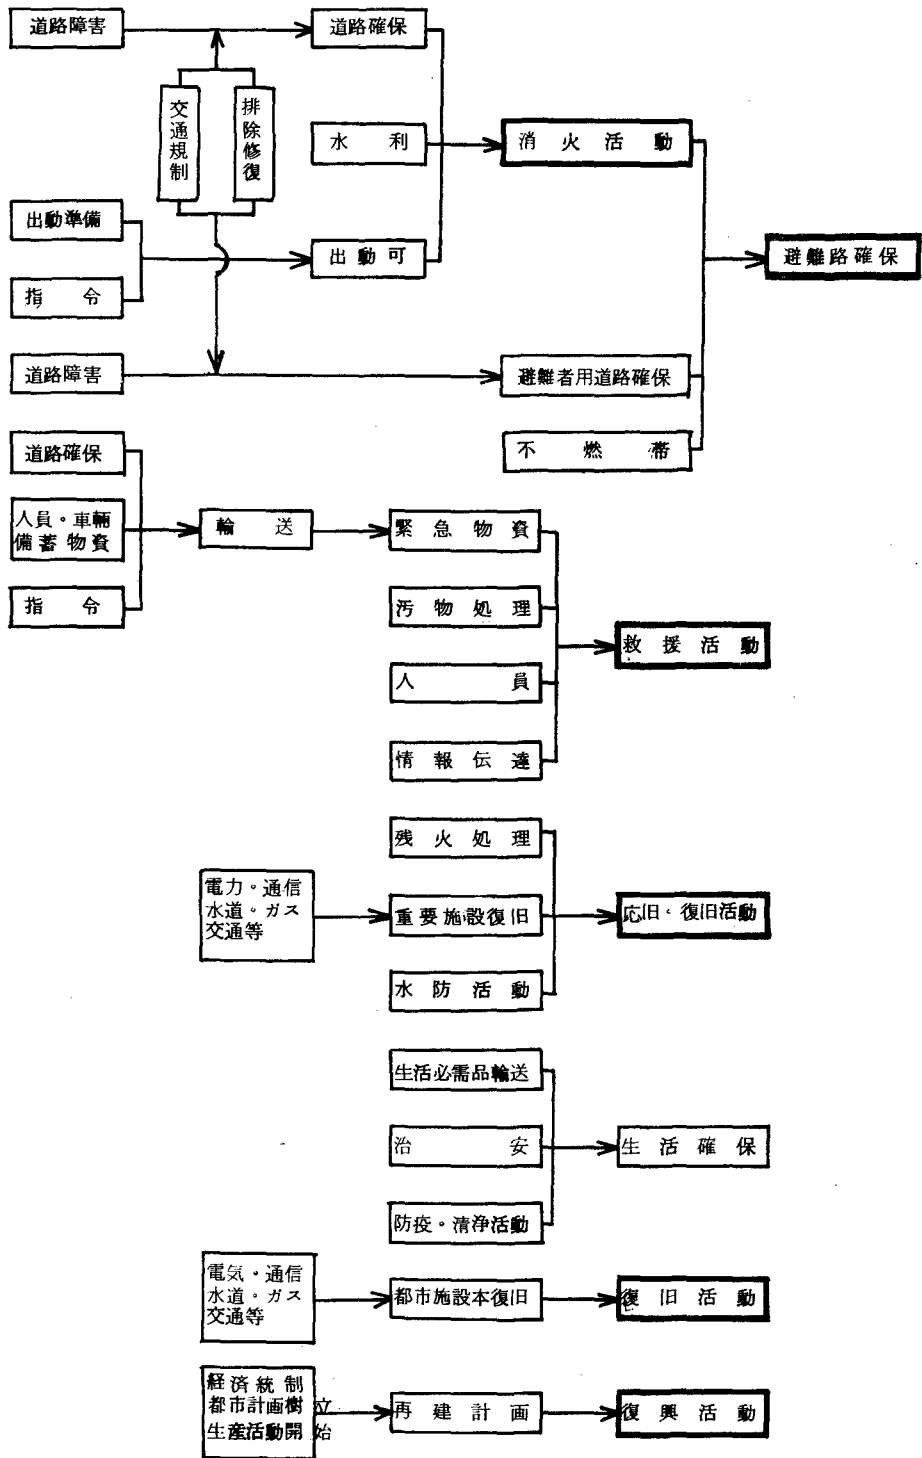 道路障害
道路確保
交通規制
排除修復
水利
消火活動
出動準備
出動可
避難路確保
指令
道路障害
避難者用道路確保
不燃帯
道路確保
人員・車輛
備蓄物資
輸送
緊急物資
指令
汚物処理
救援活動
人員
情報伝達
残火処理
電力・通信
水道・ガス
交通等
重要施設復旧
応旧・復旧活動
水防活動
生活必需品輸送
治安
生活確保
防疫・清浄活動
電気・通信
水道・ガス
交通等
都市施設本復旧
復旧活動
経済統制
都市計画樹立
生産活動開始
再建計画
復興活動